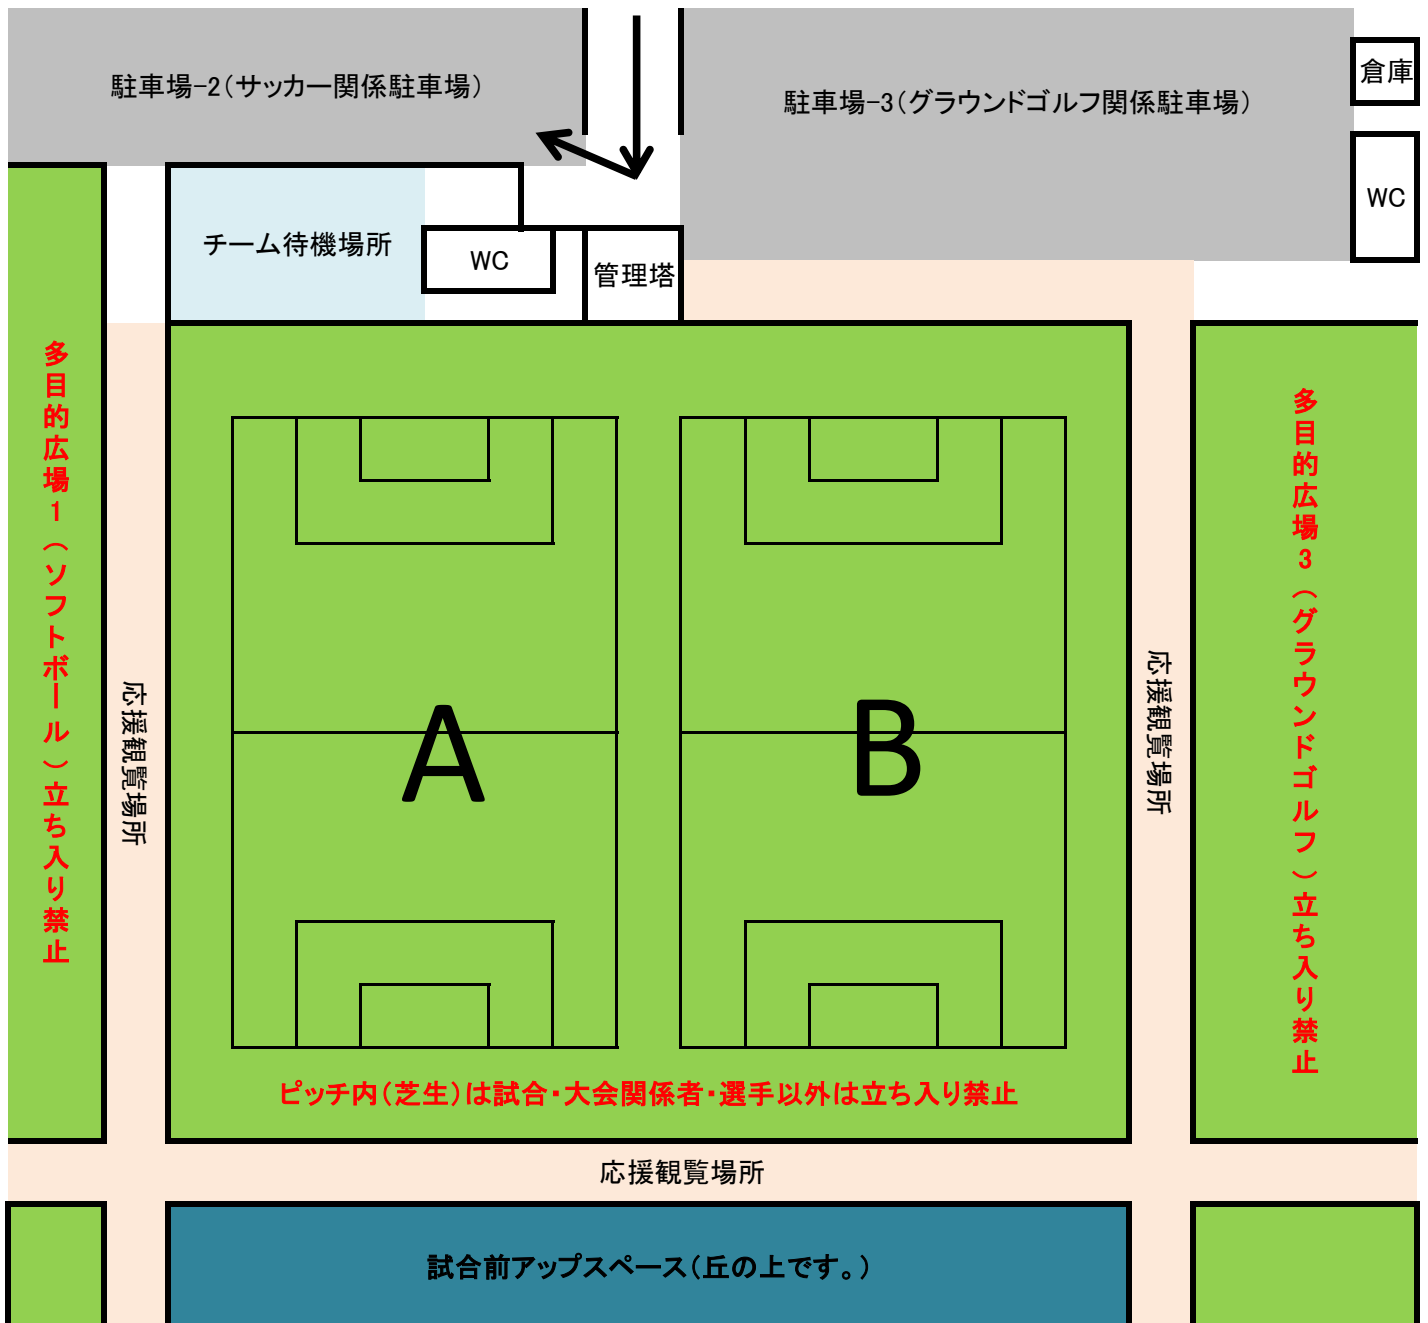 駐車場-2(サッカー関係駐車場)
駐車場-3(グラウンドゴルフ関係駐車場)
倉庫
WC
チーム待機場所
WC
管理塔
多目的広場1(ソフトボール)立ち入り禁止
応援観覧場所
A
B
応援観覧場所
多目的広場3(グラウンドゴルフ)立ち入り禁止
ピッチ内(芝生)は試合・大会関係者・選手以外は立ち入り禁止
応援観覧場所
試合前アップスペース(丘の上です。)